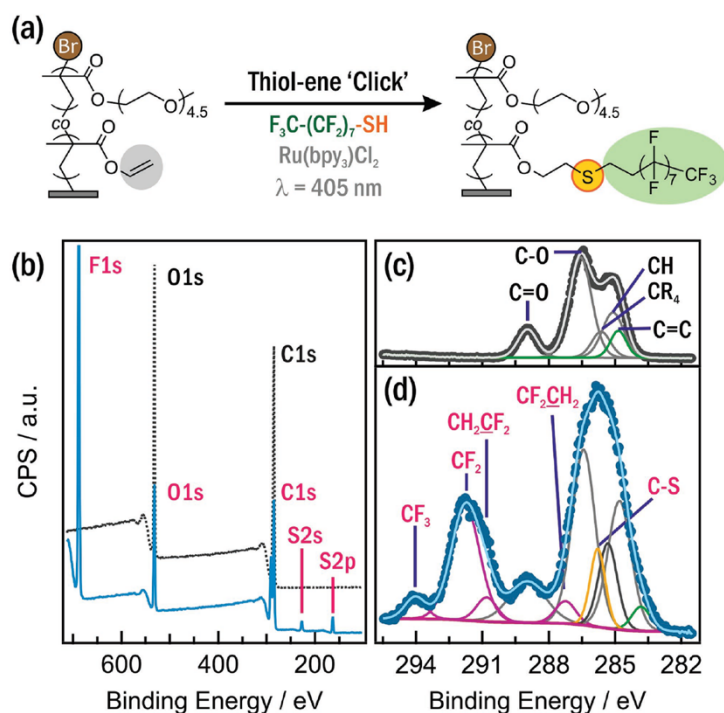 (a)
Br
O
O
O
4.5
co
O
O
Thiol-ene 'Click'
F₃C-(CF₂)₇-SH
Ru(bpy₃)Cl₂
λ = 405 nm
Br
O
O
O
4.5
co
O
O
S
F
F
7
CF₃
(b)
F1s
O1s
C1s
O1s
C1s
S2s
S2p
CPS / a.u.
600
400
200
Binding Energy / eV
(c)
C-O
C=O
CH
CR₄
C=C
(d)
CF₂CH₂
CH₂CF₂
CF₂
CF₃
C-S
294
291
288
285
282
Binding Energy / eV